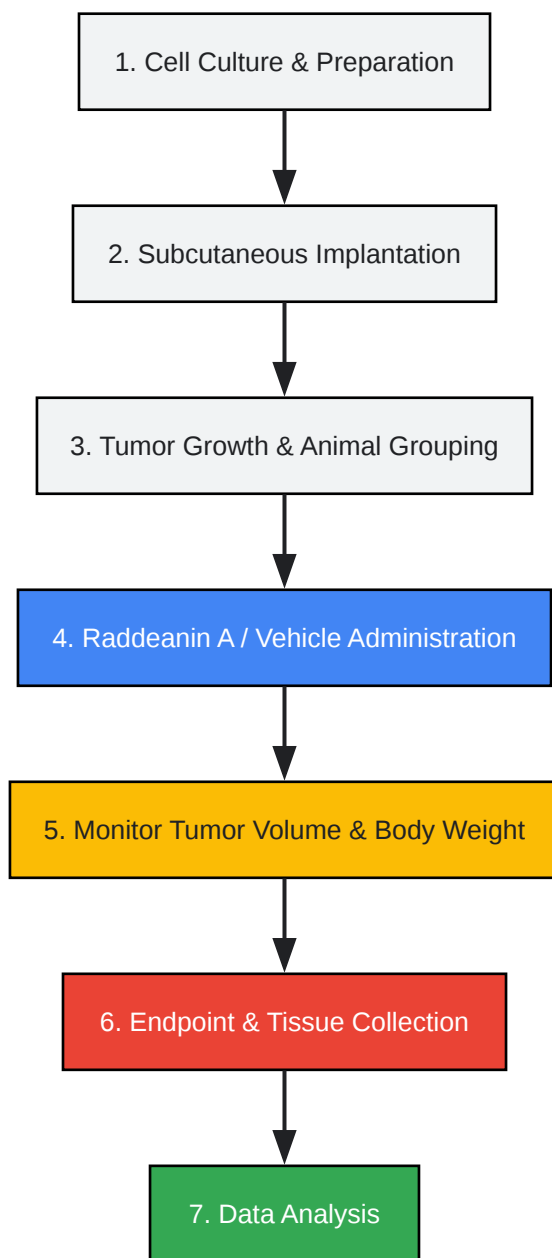 1. Cell Culture & Preparation
2. Subcutaneous Implantation
3. Tumor Growth & Animal Grouping
4. Raddeanin A / Vehicle Administration
5. Monitor Tumor Volume & Body Weight
6. Endpoint & Tissue Collection
7. Data Analysis